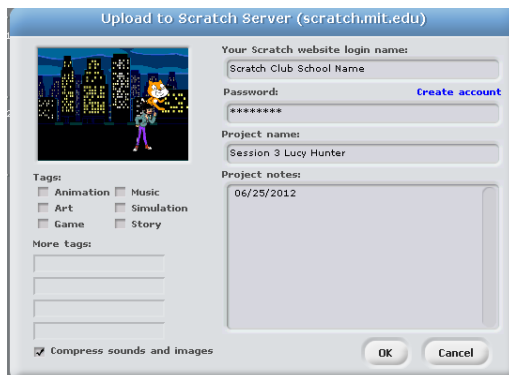 Upload to Scratch Server (scratch.mit.edu)
Your Scratch website login name:
Scratch Club School Name
Password:
Create account
********
Project name:
Session 3 Lucy Hunter
Project notes:
06/25/2012
Tags:
Animation
Music
Art
Simulation
Game
Story
More tags:
Compress sounds and images
OK
Cancel